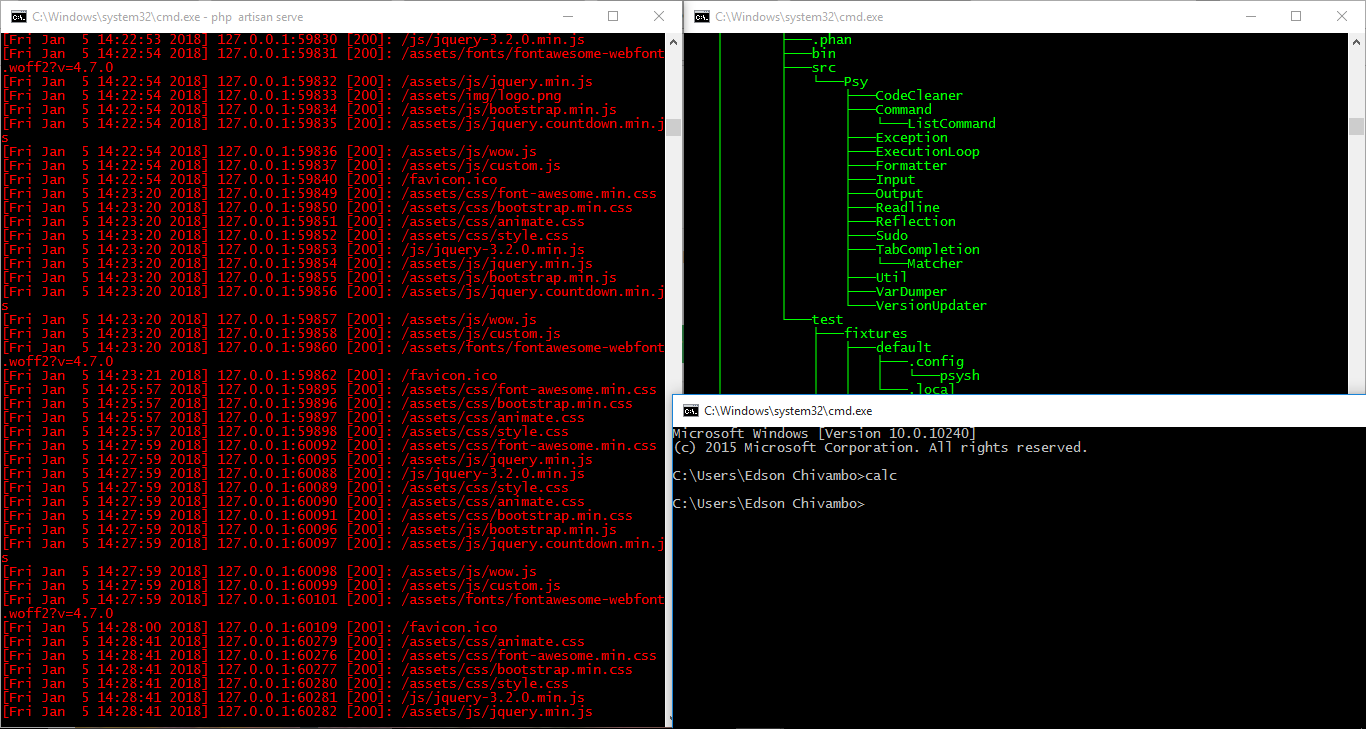 C:\Windows\system32\cmd.exe - php  artisan serve
[Fri Jan  5 14:22:53 2018] 127.0.0.1:59830 [200]: /js/jquery-3.2.0.min.js
[Fri Jan  5 14:22:54 2018] 127.0.0.1:59831 [200]: /assets/fonts/fontawesome-webfont
.woff2?v=4.7.0
[Fri Jan  5 14:22:54 2018] 127.0.0.1:59832 [200]: /assets/js/jquery.min.js
[Fri Jan  5 14:22:54 2018] 127.0.0.1:59833 [200]: /assets/img/logo.png
[Fri Jan  5 14:22:54 2018] 127.0.0.1:59834 [200]: /assets/js/bootstrap.min.js
[Fri Jan  5 14:22:54 2018] 127.0.0.1:59835 [200]: /assets/js/jquery.countdown.min.j
s
[Fri Jan  5 14:22:54 2018] 127.0.0.1:59836 [200]: /assets/js/wow.js
[Fri Jan  5 14:22:54 2018] 127.0.0.1:59837 [200]: /assets/js/custom.js
[Fri Jan  5 14:22:54 2018] 127.0.0.1:59840 [200]: /favicon.ico
[Fri Jan  5 14:23:20 2018] 127.0.0.1:59849 [200]: /assets/css/font-awesome.min.css
[Fri Jan  5 14:23:20 2018] 127.0.0.1:59850 [200]: /assets/css/bootstrap.min.css
[Fri Jan  5 14:23:20 2018] 127.0.0.1:59851 [200]: /assets/css/animate.css
[Fri Jan  5 14:23:20 2018] 127.0.0.1:59852 [200]: /assets/css/style.css
[Fri Jan  5 14:23:20 2018] 127.0.0.1:59853 [200]: /js/jquery-3.2.0.min.js
[Fri Jan  5 14:23:20 2018] 127.0.0.1:59854 [200]: /assets/js/jquery.min.js
[Fri Jan  5 14:23:20 2018] 127.0.0.1:59855 [200]: /assets/js/bootstrap.min.js
[Fri Jan  5 14:23:20 2018] 127.0.0.1:59856 [200]: /assets/js/jquery.countdown.min.j
s
[Fri Jan  5 14:23:20 2018] 127.0.0.1:59857 [200]: /assets/js/wow.js
[Fri Jan  5 14:23:20 2018] 127.0.0.1:59858 [200]: /assets/js/custom.js
[Fri Jan  5 14:23:20 2018] 127.0.0.1:59860 [200]: /assets/fonts/fontawesome-webfont
.woff2?v=4.7.0
[Fri Jan  5 14:23:21 2018] 127.0.0.1:59862 [200]: /favicon.ico
[Fri Jan  5 14:25:57 2018] 127.0.0.1:59895 [200]: /assets/css/font-awesome.min.css
[Fri Jan  5 14:25:57 2018] 127.0.0.1:59896 [200]: /assets/css/bootstrap.min.css
[Fri Jan  5 14:25:57 2018] 127.0.0.1:59897 [200]: /assets/css/animate.css
[Fri Jan  5 14:25:57 2018] 127.0.0.1:59898 [200]: /assets/css/style.css
[Fri Jan  5 14:27:59 2018] 127.0.0.1:60092 [200]: /assets/css/font-awesome.min.css
[Fri Jan  5 14:27:59 2018] 127.0.0.1:60095 [200]: /assets/js/jquery.min.js
[Fri Jan  5 14:27:59 2018] 127.0.0.1:60088 [200]: /js/jquery-3.2.0.min.js
[Fri Jan  5 14:27:59 2018] 127.0.0.1:60089 [200]: /assets/css/style.css
[Fri Jan  5 14:27:59 2018] 127.0.0.1:60090 [200]: /assets/css/animate.css
[Fri Jan  5 14:27:59 2018] 127.0.0.1:60091 [200]: /assets/css/bootstrap.min.css
[Fri Jan  5 14:27:59 2018] 127.0.0.1:60096 [200]: /assets/js/bootstrap.min.js
[Fri Jan  5 14:27:59 2018] 127.0.0.1:60097 [200]: /assets/js/jquery.countdown.min.j
s
[Fri Jan  5 14:27:59 2018] 127.0.0.1:60098 [200]: /assets/js/wow.js
[Fri Jan  5 14:27:59 2018] 127.0.0.1:60099 [200]: /assets/js/custom.js
[Fri Jan  5 14:27:59 2018] 127.0.0.1:60101 [200]: /assets/fonts/fontawesome-webfont
.woff2?v=4.7.0
[Fri Jan  5 14:28:00 2018] 127.0.0.1:60109 [200]: /favicon.ico
[Fri Jan  5 14:28:41 2018] 127.0.0.1:60279 [200]: /assets/css/animate.css
[Fri Jan  5 14:28:41 2018] 127.0.0.1:60276 [200]: /assets/css/font-awesome.min.css
[Fri Jan  5 14:28:41 2018] 127.0.0.1:60277 [200]: /assets/css/bootstrap.min.css
[Fri Jan  5 14:28:41 2018] 127.0.0.1:60280 [200]: /assets/css/style.css
[Fri Jan  5 14:28:41 2018] 127.0.0.1:60281 [200]: /js/jquery-3.2.0.min.js
[Fri Jan  5 14:28:41 2018] 127.0.0.1:60282 [200]: /assets/js/jquery.min.js
C:\Windows\system32\cmd.exe
.phan
bin
src
Psy
CodeCleaner
Command
ListCommand
Exception
ExecutionLoop
Formatter
Input
Output
Readline
Reflection
Sudo
TabCompletion
Matcher
Util
VarDumper
VersionUpdater
test
fixtures
default
.config
psysh
.local
C:\Windows\system32\cmd.exe
Microsoft Windows [Version 10.0.10240]
(c) 2015 Microsoft Corporation. All rights reserved.
C:\Users\Edson Chivambo>calc
C:\Users\Edson Chivambo>